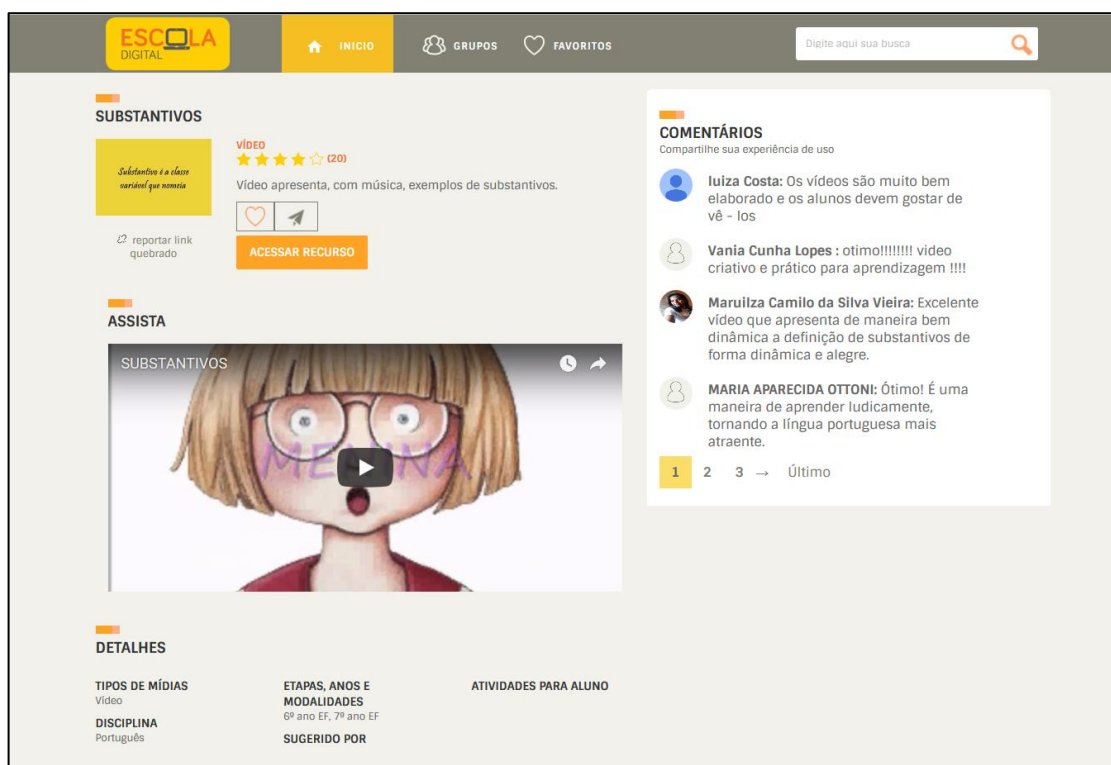 ESCOLA
DIGITAL
INICIO
GRUPOS
FAVORITOS
Digite aqui sua busca
SUBSTANTIVOS
Substantivo é a classe
variável que nomeia
reportar link
quebrado
VÍDEO
(20)
Vídeo apresenta, com música, exemplos de substantivos.
ACESSAR RECURSO
ASSISTA
SUBSTANTIVOS
MENINA
DETALHES
TIPOS DE MÍDIAS
Vídeo
DISCIPLINA
Português
ETAPAS, ANOS E
MODALIDADES
6º ano EF, 7º ano EF
SUGERIDO POR
ATIVIDADES PARA ALUNO
COMENTÁRIOS
Compartilhe sua experiência de uso
luiza Costa: Os vídeos são muito bem
elaborado e os alunos devem gostar de
vê - los
Vania Cunha Lopes : otimo!!!!!!!! video
criativo e prático para aprendizagem !!!!
Maruilza Camilo da Silva Vieira: Excelente
vídeo que apresenta de maneira bem
dinâmica a definição de substantivos de
forma dinâmica e alegre.
MARIA APARECIDA OTTONI: Ótimo! É uma
maneira de aprender ludicamente,
tornando a língua portuguesa mais
atraente.
1 2 3 → Último